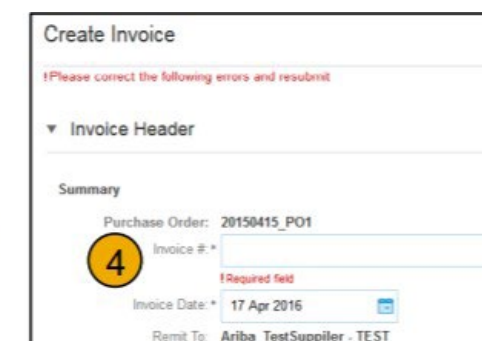 Create Invoice
!Please correct the following errors and resubmit
▼ Invoice Header
Summary
Purchase Order: 20150415_PO1
4
Invoice #:*
!Required field
Invoice Date:* 17 Apr 2016
Remit To: Ariba_TestSuppiler - TEST